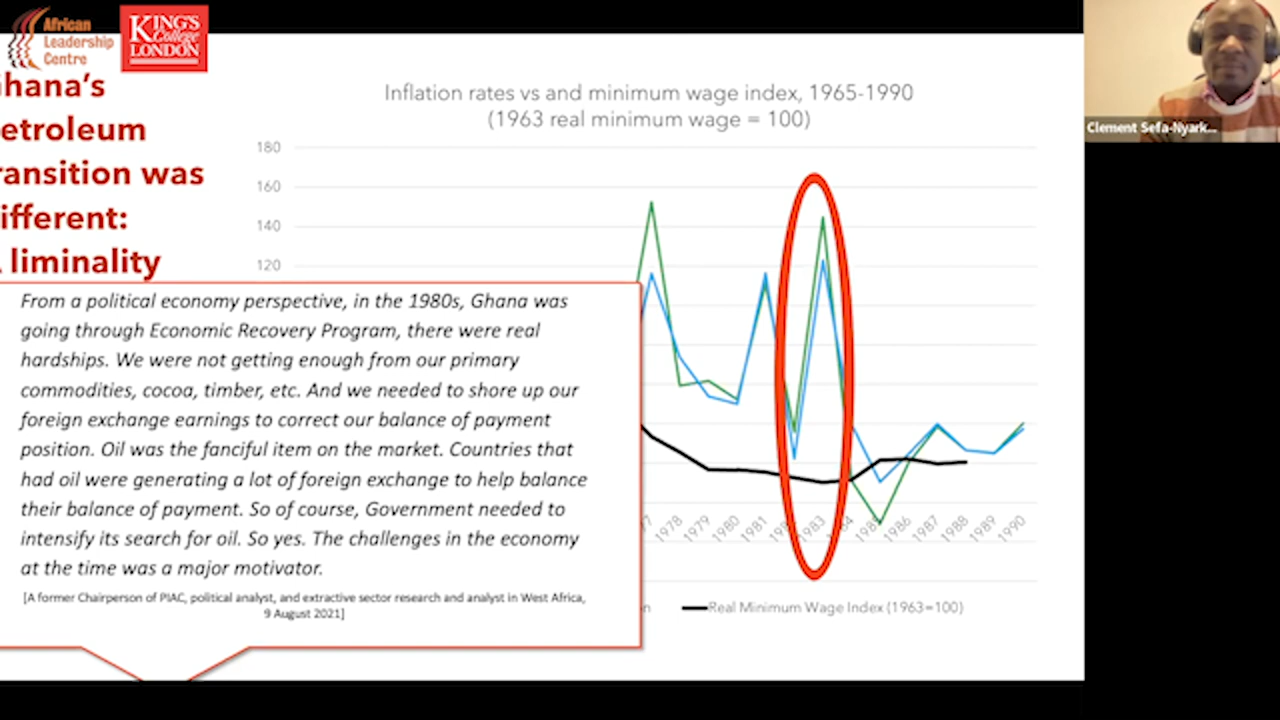 African
Leadership
Centre
KING'S
College
LONDON
hana's
etroleum
ransition was
ifferent:
liminality
Inflation rates vs and minimum wage index, 1965-1990
(1963 real minimum wage = 100)
180
160
140
120
From a political economy perspective, in the 1980s, Ghana was
going through Economic Recovery Program, there were real
hardships. We were not getting enough from our primary
commodities, cocoa, timber, etc. And we needed to shore up our
foreign exchange earnings to correct our balance of payment
position. Oil was the fanciful item on the market. Countries that
had oil were generating a lot of foreign exchange to help balance
their balance of payment. So of course, Government needed to
intensify its search for oil. So yes. The challenges in the economy
at the time was a major motivator.
[A former Chairperson of PIAC, political analyst, and extractive sector research and analyst in West Africa,
9 August 2021]
1978
1979
1980
1981
1983
1985
1986
1987
1988
1989
1990
Real Minimum Wage Index (1963=100)
Clement Sefa-Nyark...